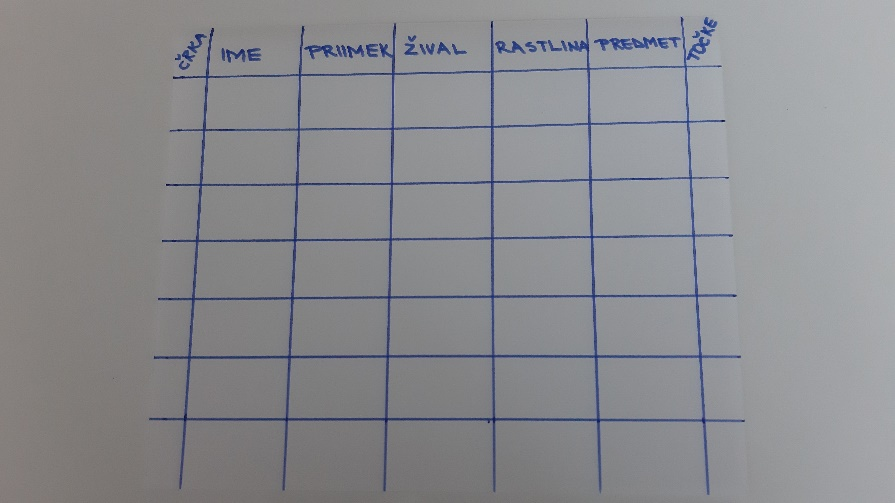 ČRKA IME PRIIMEK ŽIVAL RASTLINA PREDMET TOČKE